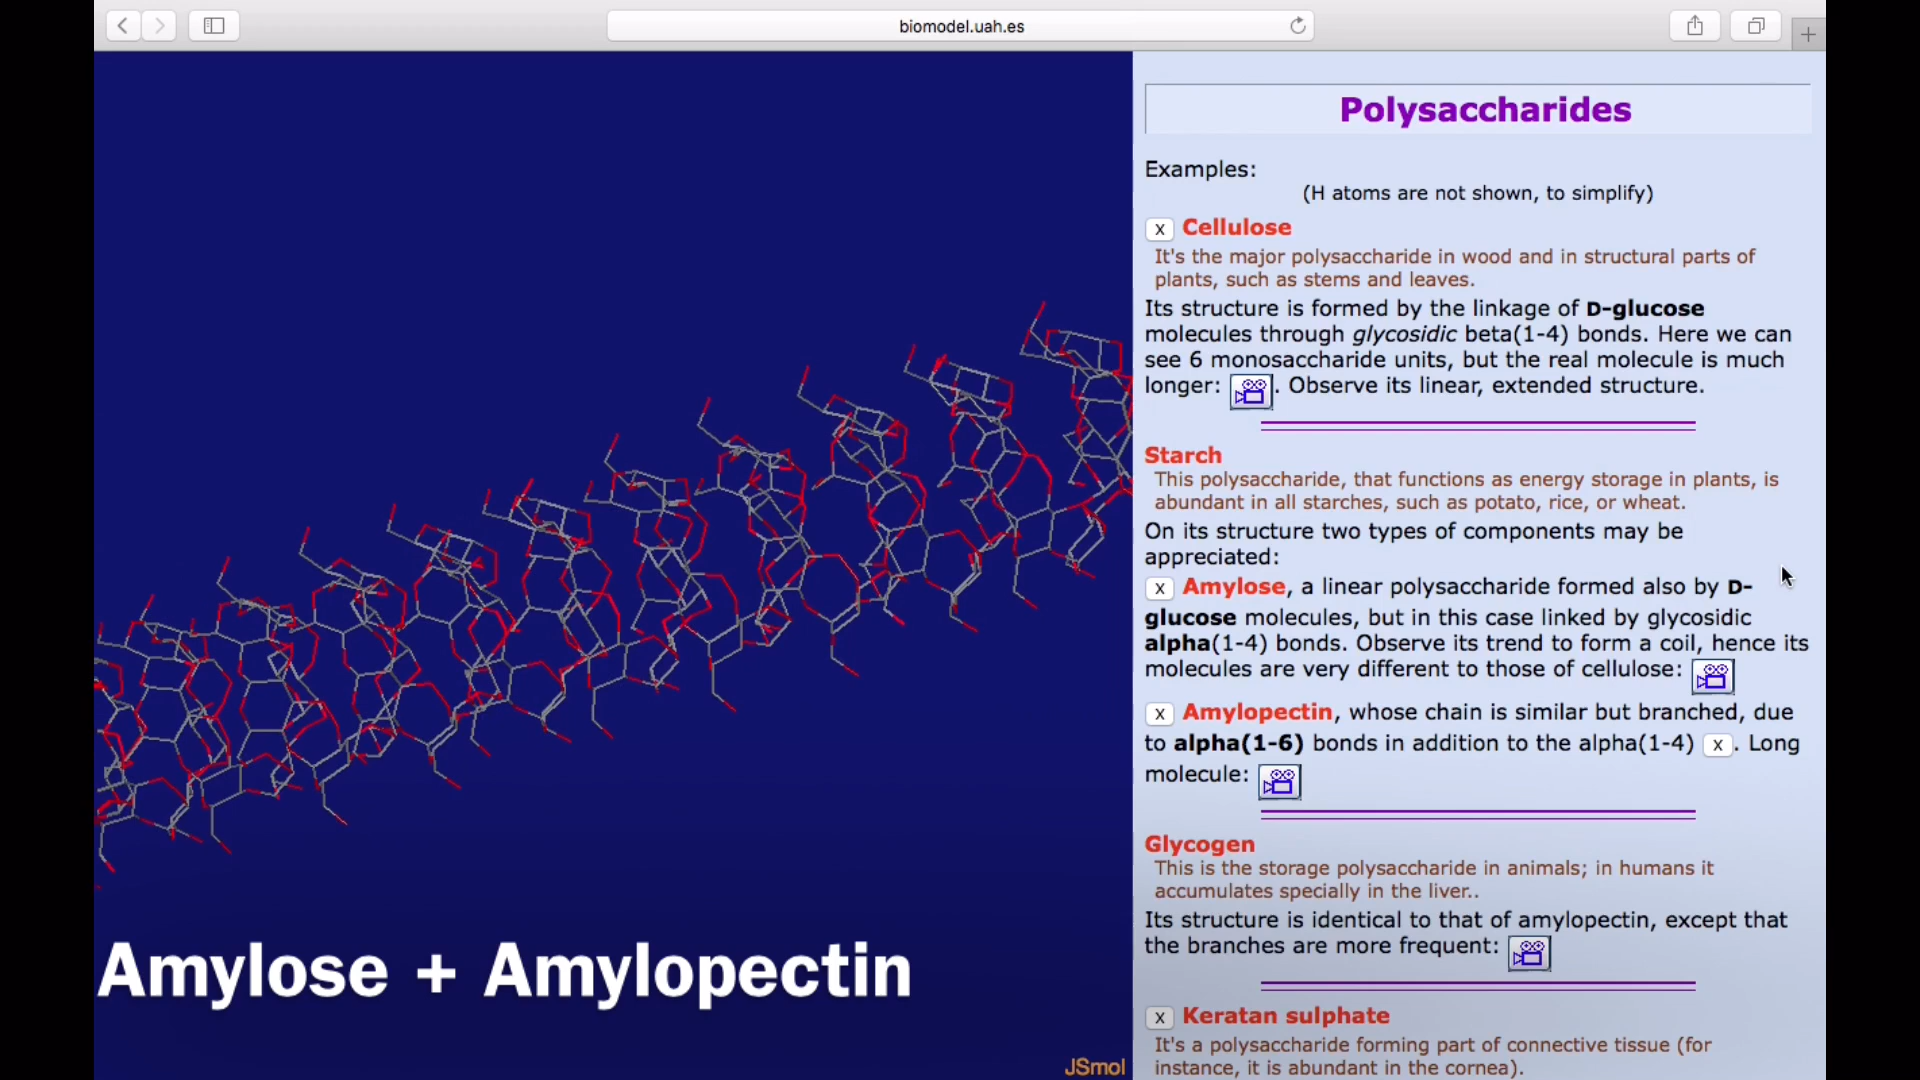 biomodel.uah.es
Polysaccharides
Examples:
(H atoms are not shown, to simplify)
x Cellulose
It's the major polysaccharide in wood and in structural parts of
plants, such as stems and leaves.
Its structure is formed by the linkage of D-glucose
molecules through glycosidic beta(1-4) bonds. Here we can
see 6 monosaccharide units, but the real molecule is much
longer: . Observe its linear, extended structure.
Starch
This polysaccharide, that functions as energy storage in plants, is
abundant in all starches, such as potato, rice, or wheat.
On its structure two types of components may be
appreciated:
x Amylose, a linear polysaccharide formed also by D-
glucose molecules, but in this case linked by glycosidic
alpha(1-4) bonds. Observe its trend to form a coil, hence its
molecules are very different to those of cellulose:
x Amylopectin, whose chain is similar but branched, due
to alpha(1-6) bonds in addition to the alpha(1-4) x . Long
molecule:
Glycogen
This is the storage polysaccharide in animals; in humans it
accumulates specially in the liver..
Its structure is identical to that of amylopectin, except that
the branches are more frequent:
x Keratan sulphate
It's a polysaccharide forming part of connective tissue (for
instance, it is abundant in the cornea).
Amylose + Amylopectin
JSmol